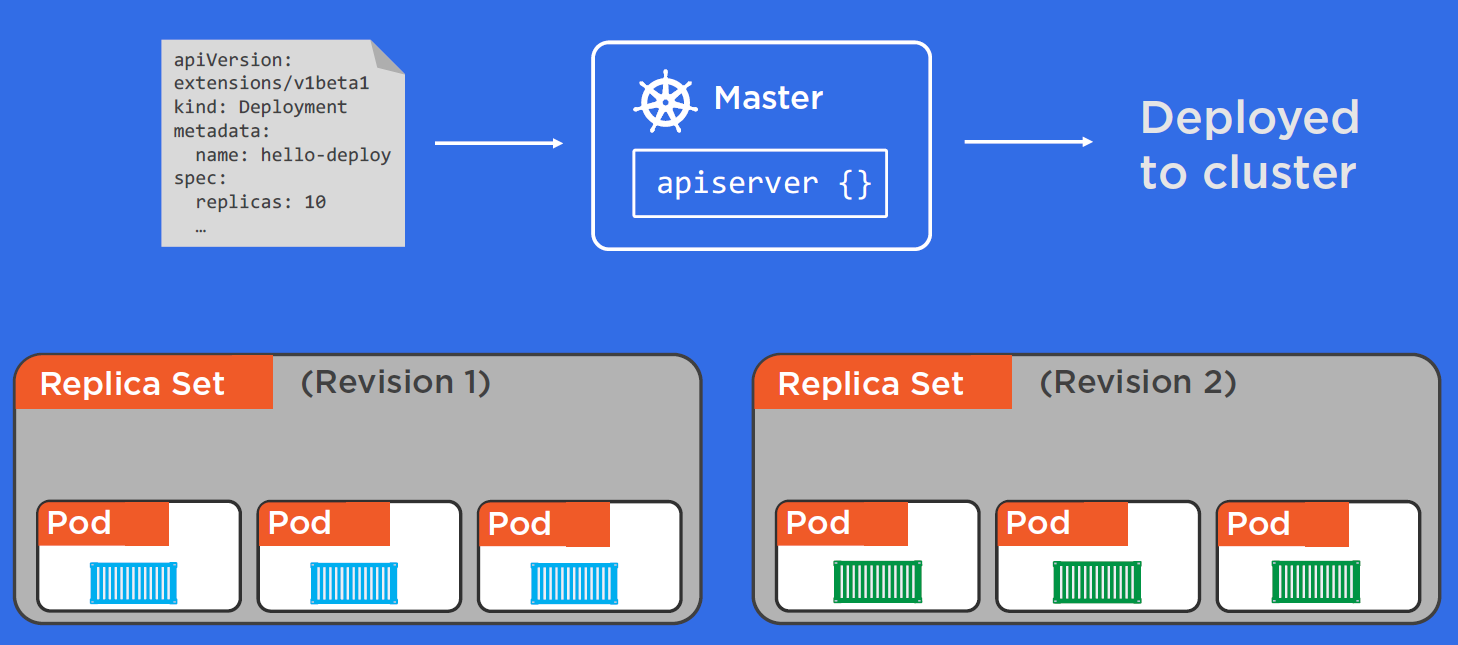 apiVersion:
extensions/v1beta1
kind: Deployment
metadata:
  name: hello-deploy
spec:
  replicas: 10
  …
Master
apiserver {}
Deployed
to cluster
Replica Set (Revision 1)
Pod Pod Pod
Replica Set (Revision 2)
Pod Pod Pod